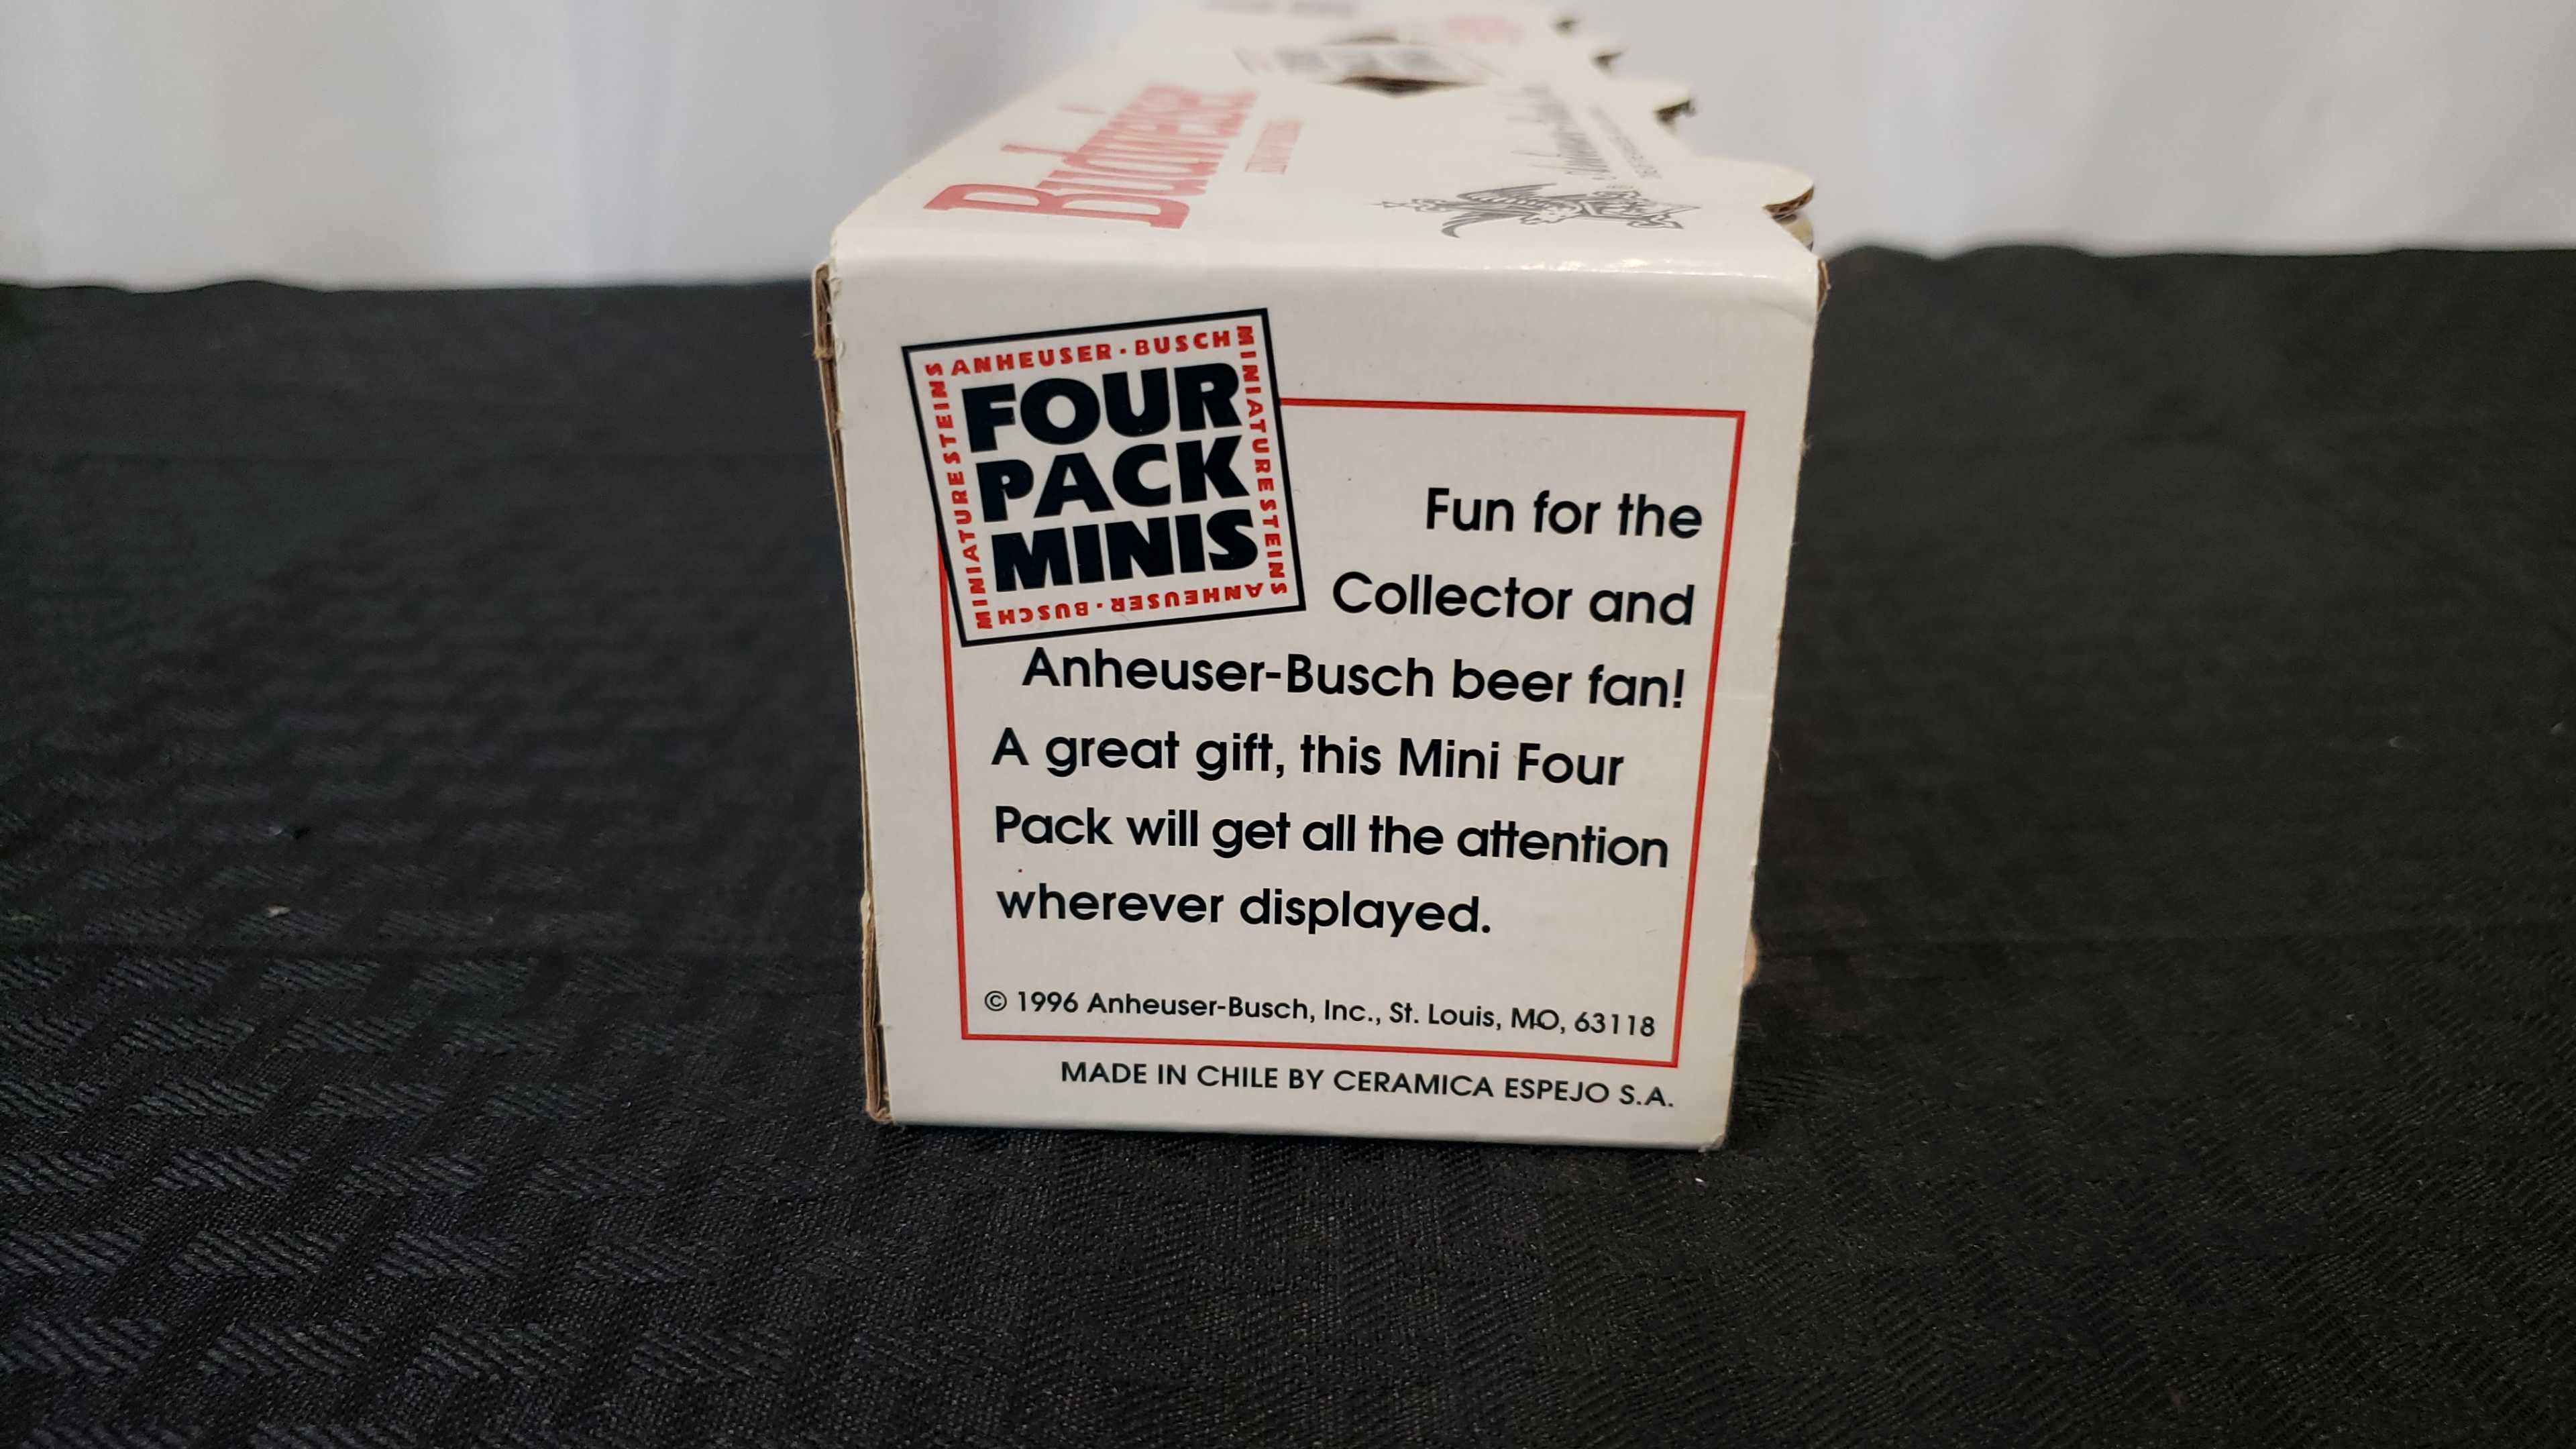 Budweiser
ANHEUSER · BUSCH
MINIATURE STEINS
FOUR
PACK
MINIS
MINIATURE STEINS
ANHEUSER · BUSCH
Fun for the
Collector and
Anheuser-Busch beer fan!
A great gift, this Mini Four
Pack will get all the attention
wherever displayed.
© 1996 Anheuser-Busch, Inc., St. Louis, MO, 63118
MADE IN CHILE BY CERAMICA ESPEJO S.A.